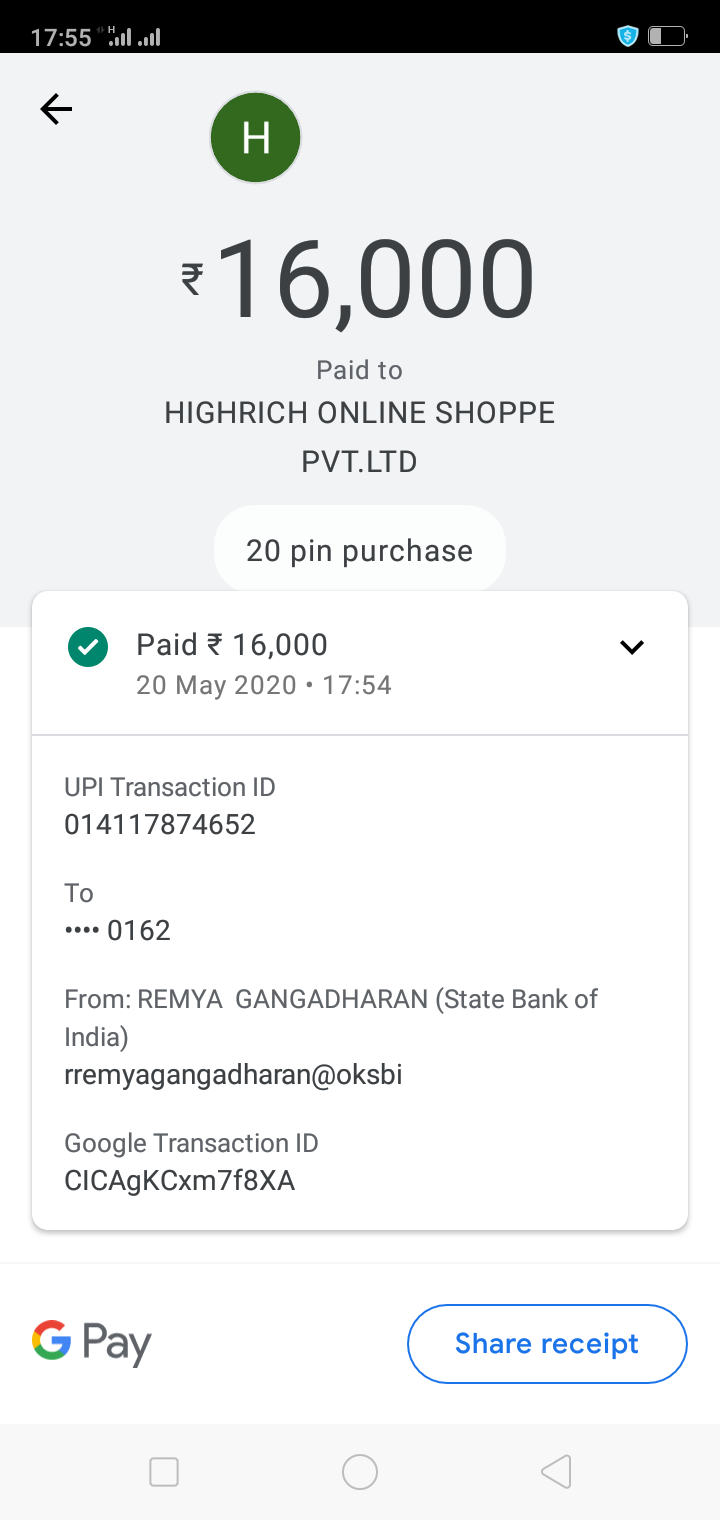 17:55 H
H
₹16,000
Paid to
HIGHRICH ONLINE SHOPPE
PVT.LTD
20 pin purchase
Paid ₹ 16,000
20 May 2020 • 17:54
UPI Transaction ID
014117874652
To
•••• 0162
From: REMYA  GANGADHARAN (State Bank of
India)
rremyagangadharan@oksbi
Google Transaction ID
CICAgKCxm7f8XA
G Pay
Share receipt